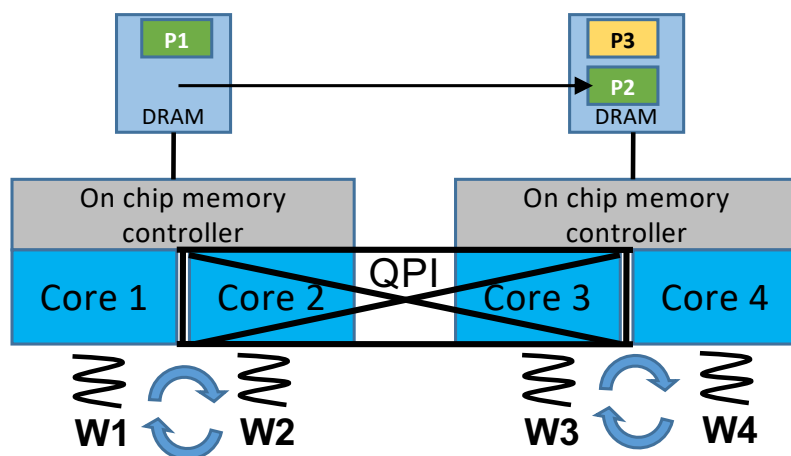 P1
P3
P2
DRAM
DRAM
On chip memory
controller
On chip memory
controller
QPI
Core 1
Core 2
Core 3
Core 4
W1
W2
W3
W4